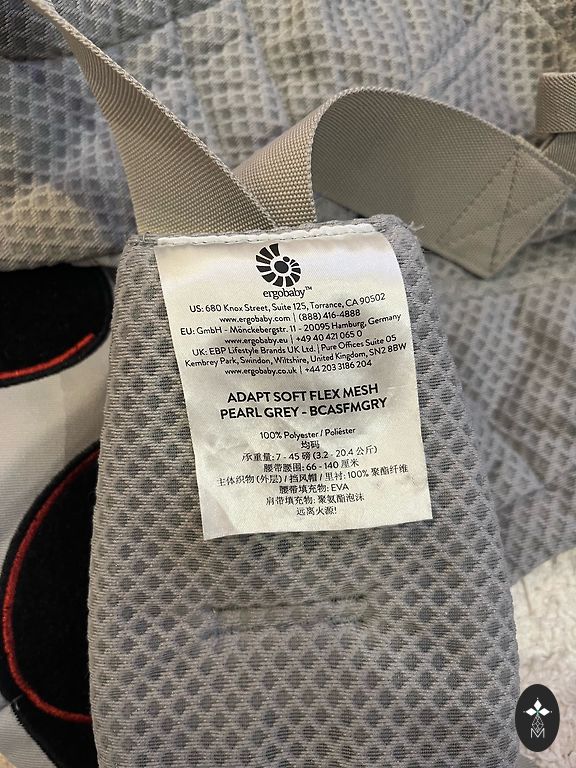 ergobaby™
US: 680 Knox Street, Suite 125, Torrance, CA 90502
www.ergobaby.com | (888) 416-4888
EU: GmbH - Mönckebergstr. 11 - 20095 Hamburg, Germany
www.ergobaby.eu | +49 40 421 065 0
UK: EBP Lifestyle Brands UK Ltd. | Pure Offices Suite 05
Kembrey Park, Swindon, Wiltshire, United Kingdom, SN2 8BW
www.ergobaby.co.uk | +44 203 3186 204
ADAPT SOFT FLEX MESH
PEARL GREY - BCASFMGRY
100% Polyester / Poliéster
均码
承重量: 7 - 45 磅 (3.2 - 20.4 公斤)
腰带腰围: 66 - 140 厘米
主体织物 (外层) / 挡风帽 / 里衬: 100% 聚酯纤维
腰带填充物: EVA
肩带填充物: 聚氨酯泡沫
远离火源!
M